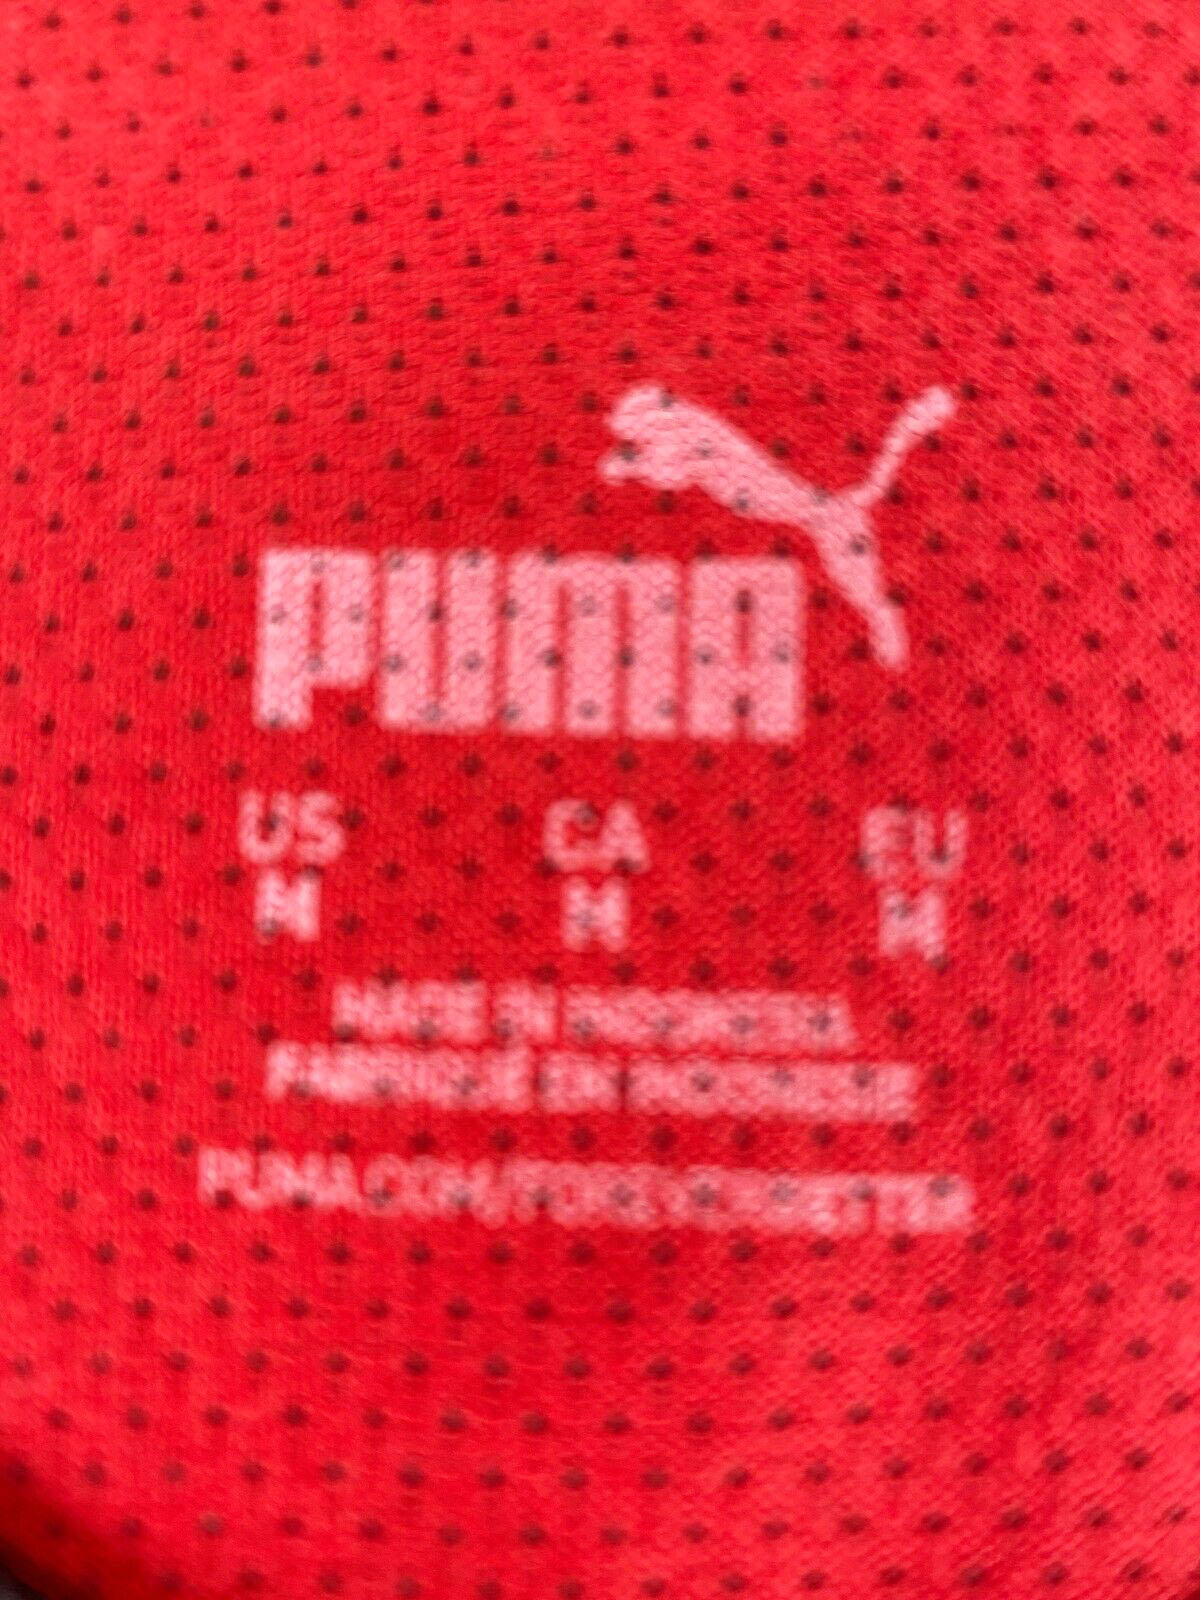 PUMA
US CA EU
M M M
MADE IN INDONESIA
FABRIQUÉ EN INDONÉSIE
PUMA.COM/FOREVERBETTER